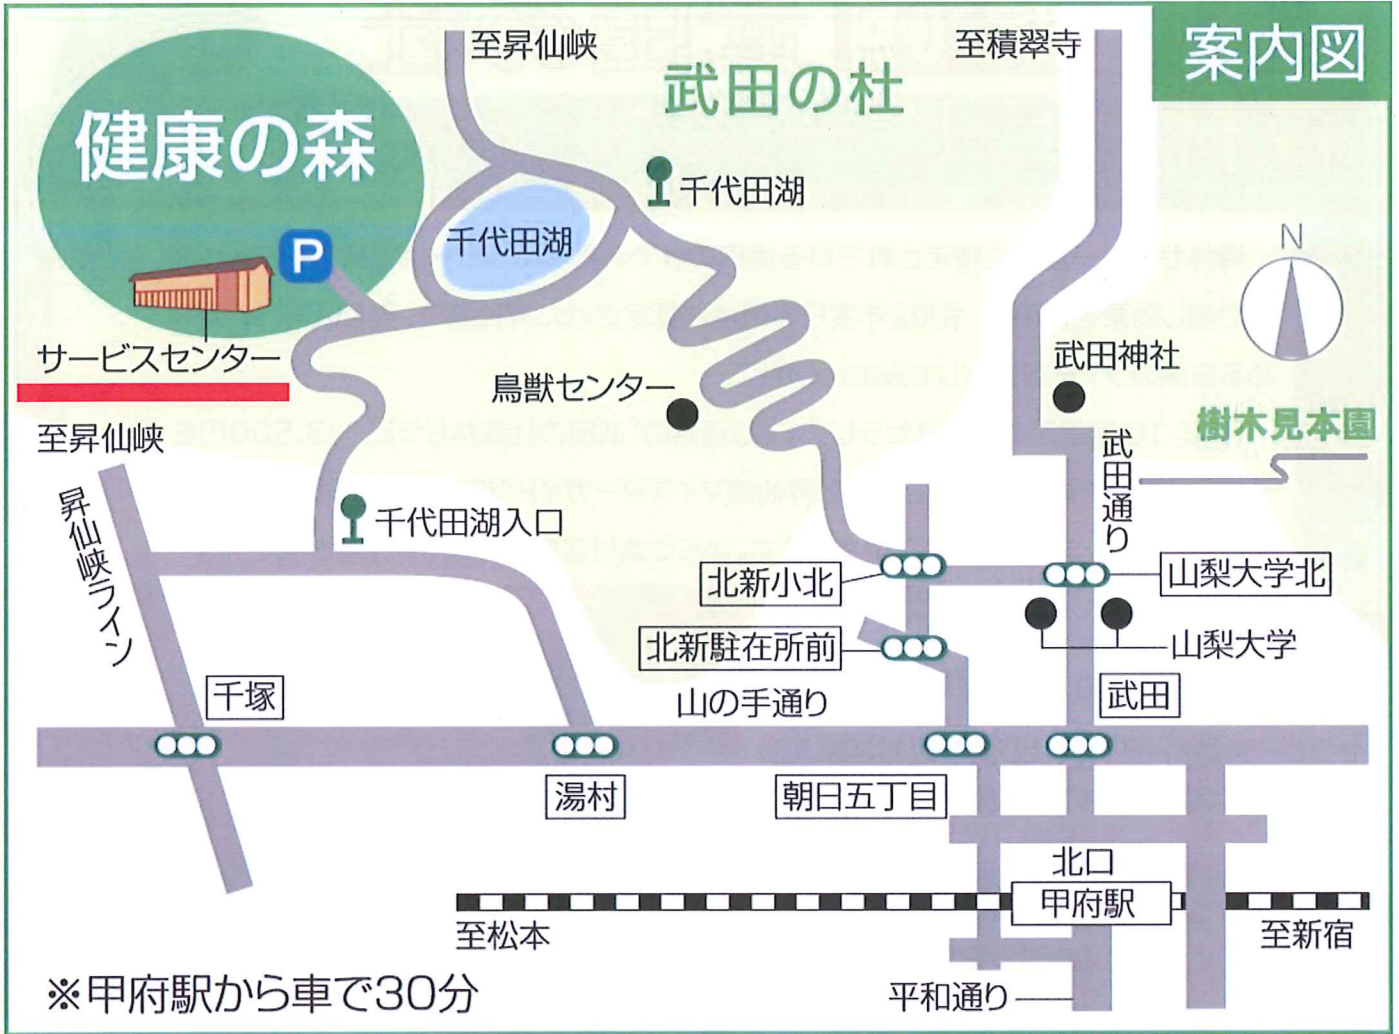 案内図
至昇仙峡
至積翠寺
武田の杜
健康の森
千代田湖
千代田湖
P
N
サービスセンター
鳥獣センター
武田神社
樹木見本園
至昇仙峡
武田通り
昇仙峡ライン
千代田湖入口
北新小北
山梨大学北
北新駐在所前
山梨大学
千塚
山の手通り
武田
湯村
朝日五丁目
北口
甲府駅
至松本
至新宿
※甲府駅から車で30分
平和通り